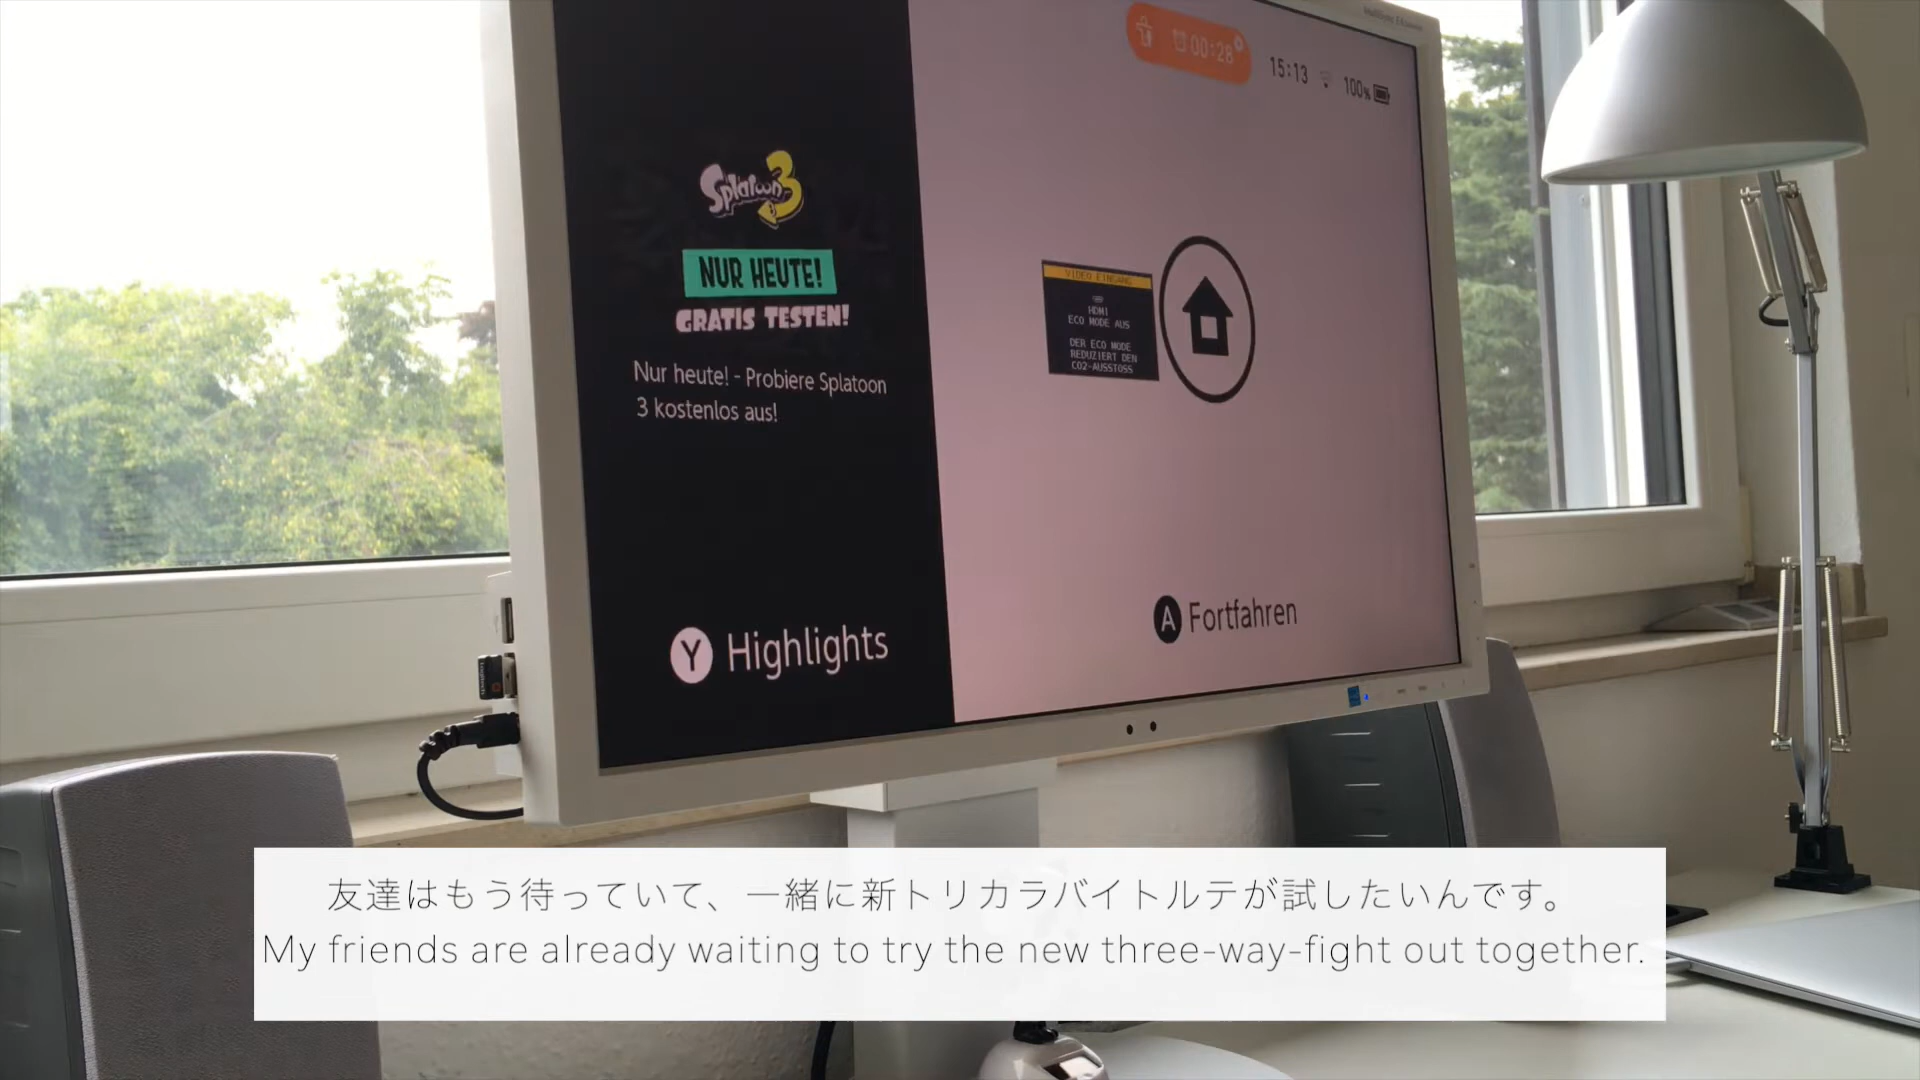 MultiSync EA
00:28
15:13
100%
Splatoon 3
NUR HEUTE!
GRATIS TESTEN!
Nur heute! - Probiere Splatoon
3 kostenlos aus!
VIDEO EINGANG
HDMI
ECO MODE AUS
DER ECO MODE
REDUZIERT DEN
CO2-AUSSTOSS
Y Highlights
A Fortfahren
友達はもう待っていて、一緒に新トリカラバイトルテが試したいんです。
My friends are already waiting to try the new three-way-fight out together.